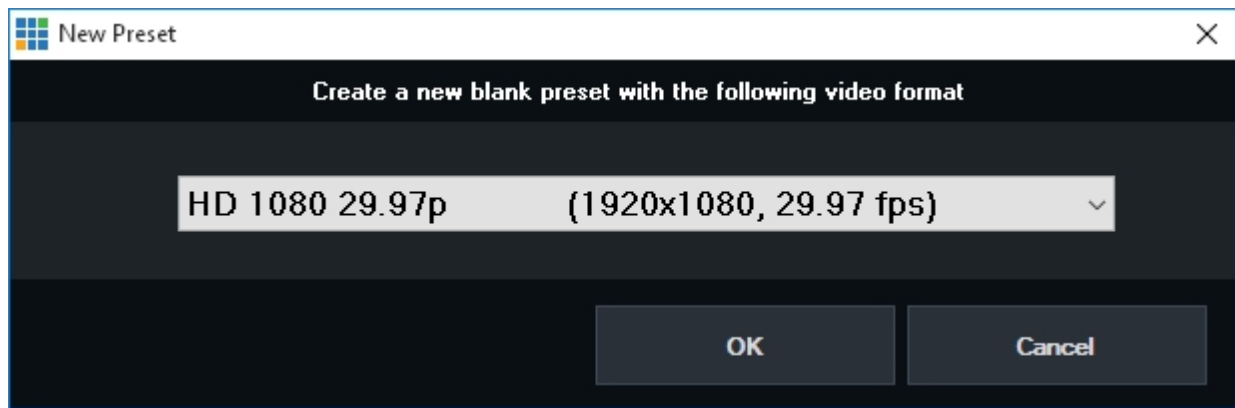 New Preset
Create a new blank preset with the following video format
HD 1080 29.97p (1920x1080, 29.97 fps)
OK Cancel